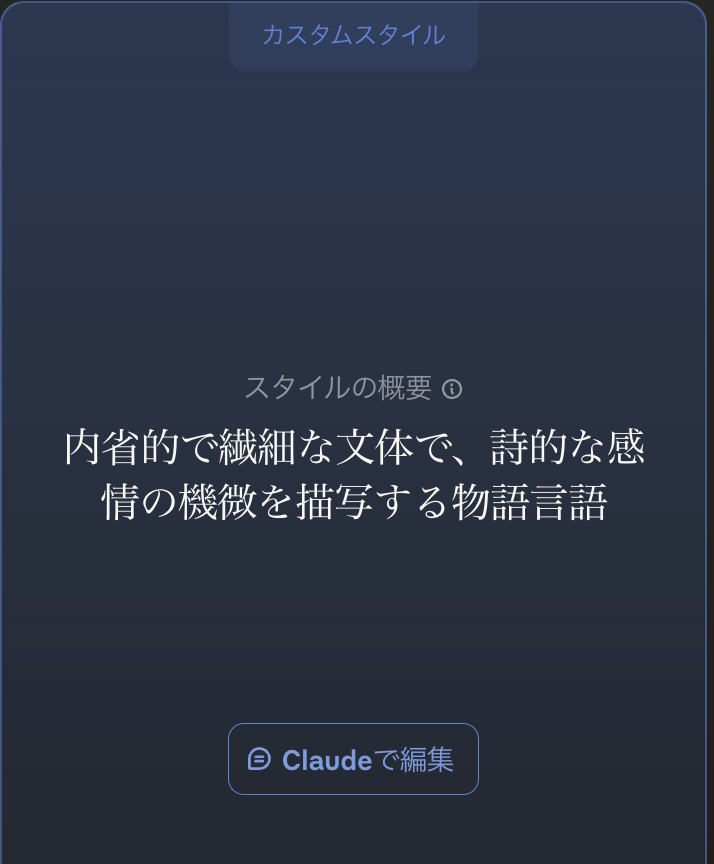 カスタムスタイル
スタイルの概要
内省的で繊細な文体で、詩的な感
情の機微を描写する物語言語
Claudeで編集